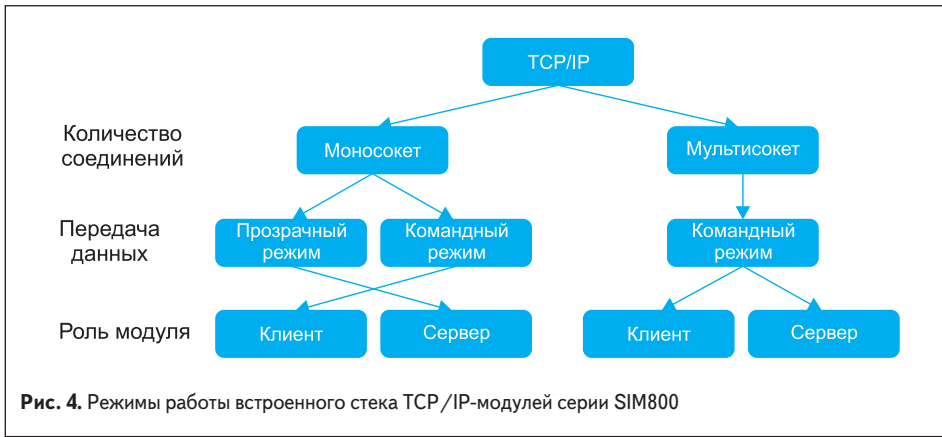 TCP/IP
Количество
соединений
Моносокет
Мультисокет
Передача
данных
Прозрачный
режим
Командный
режим
Командный
режим
Роль модуля
Клиент
Сервер
Клиент
Сервер
Рис. 4. Режимы работы встроенного стека TCP/IP-модулей серии SIM800